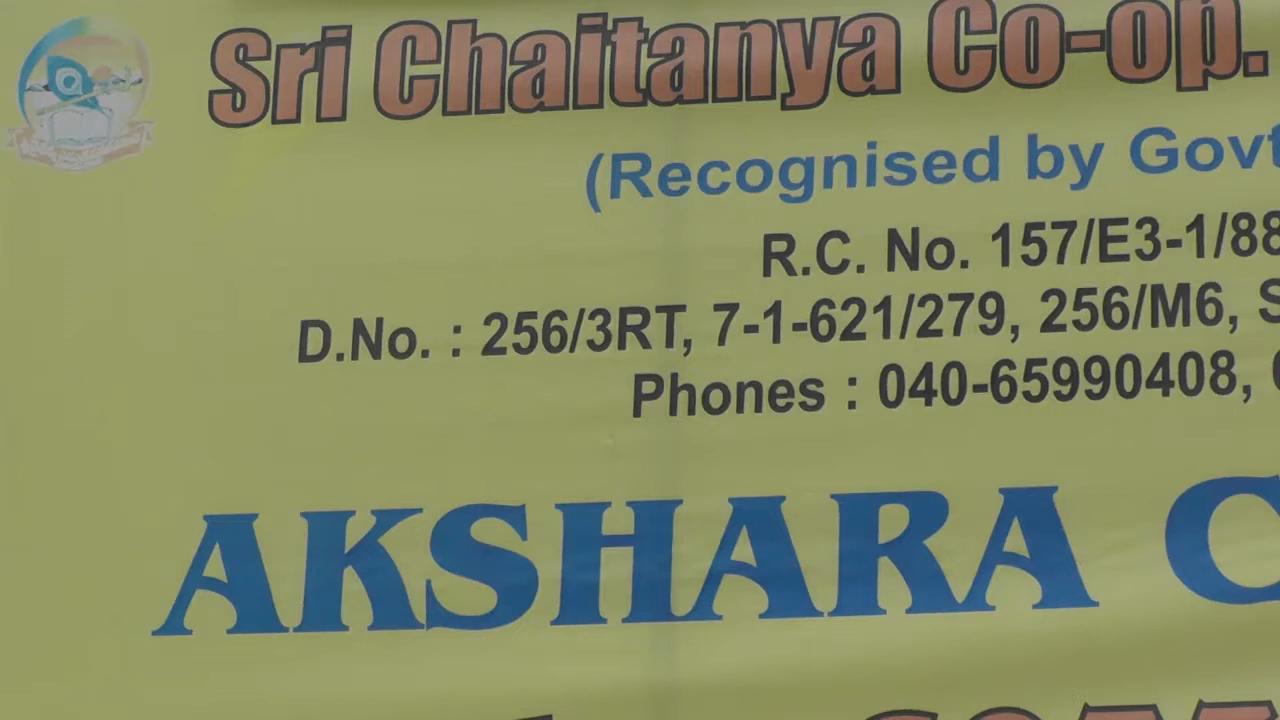 Sri Chaitanya Co-op.
(Recognised by Govt
R.C. No. 157/E3-1/88
D.No. : 256/3RT, 7-1-621/279, 256/M6, S
Phones : 040-65990408,
AKSHARA C